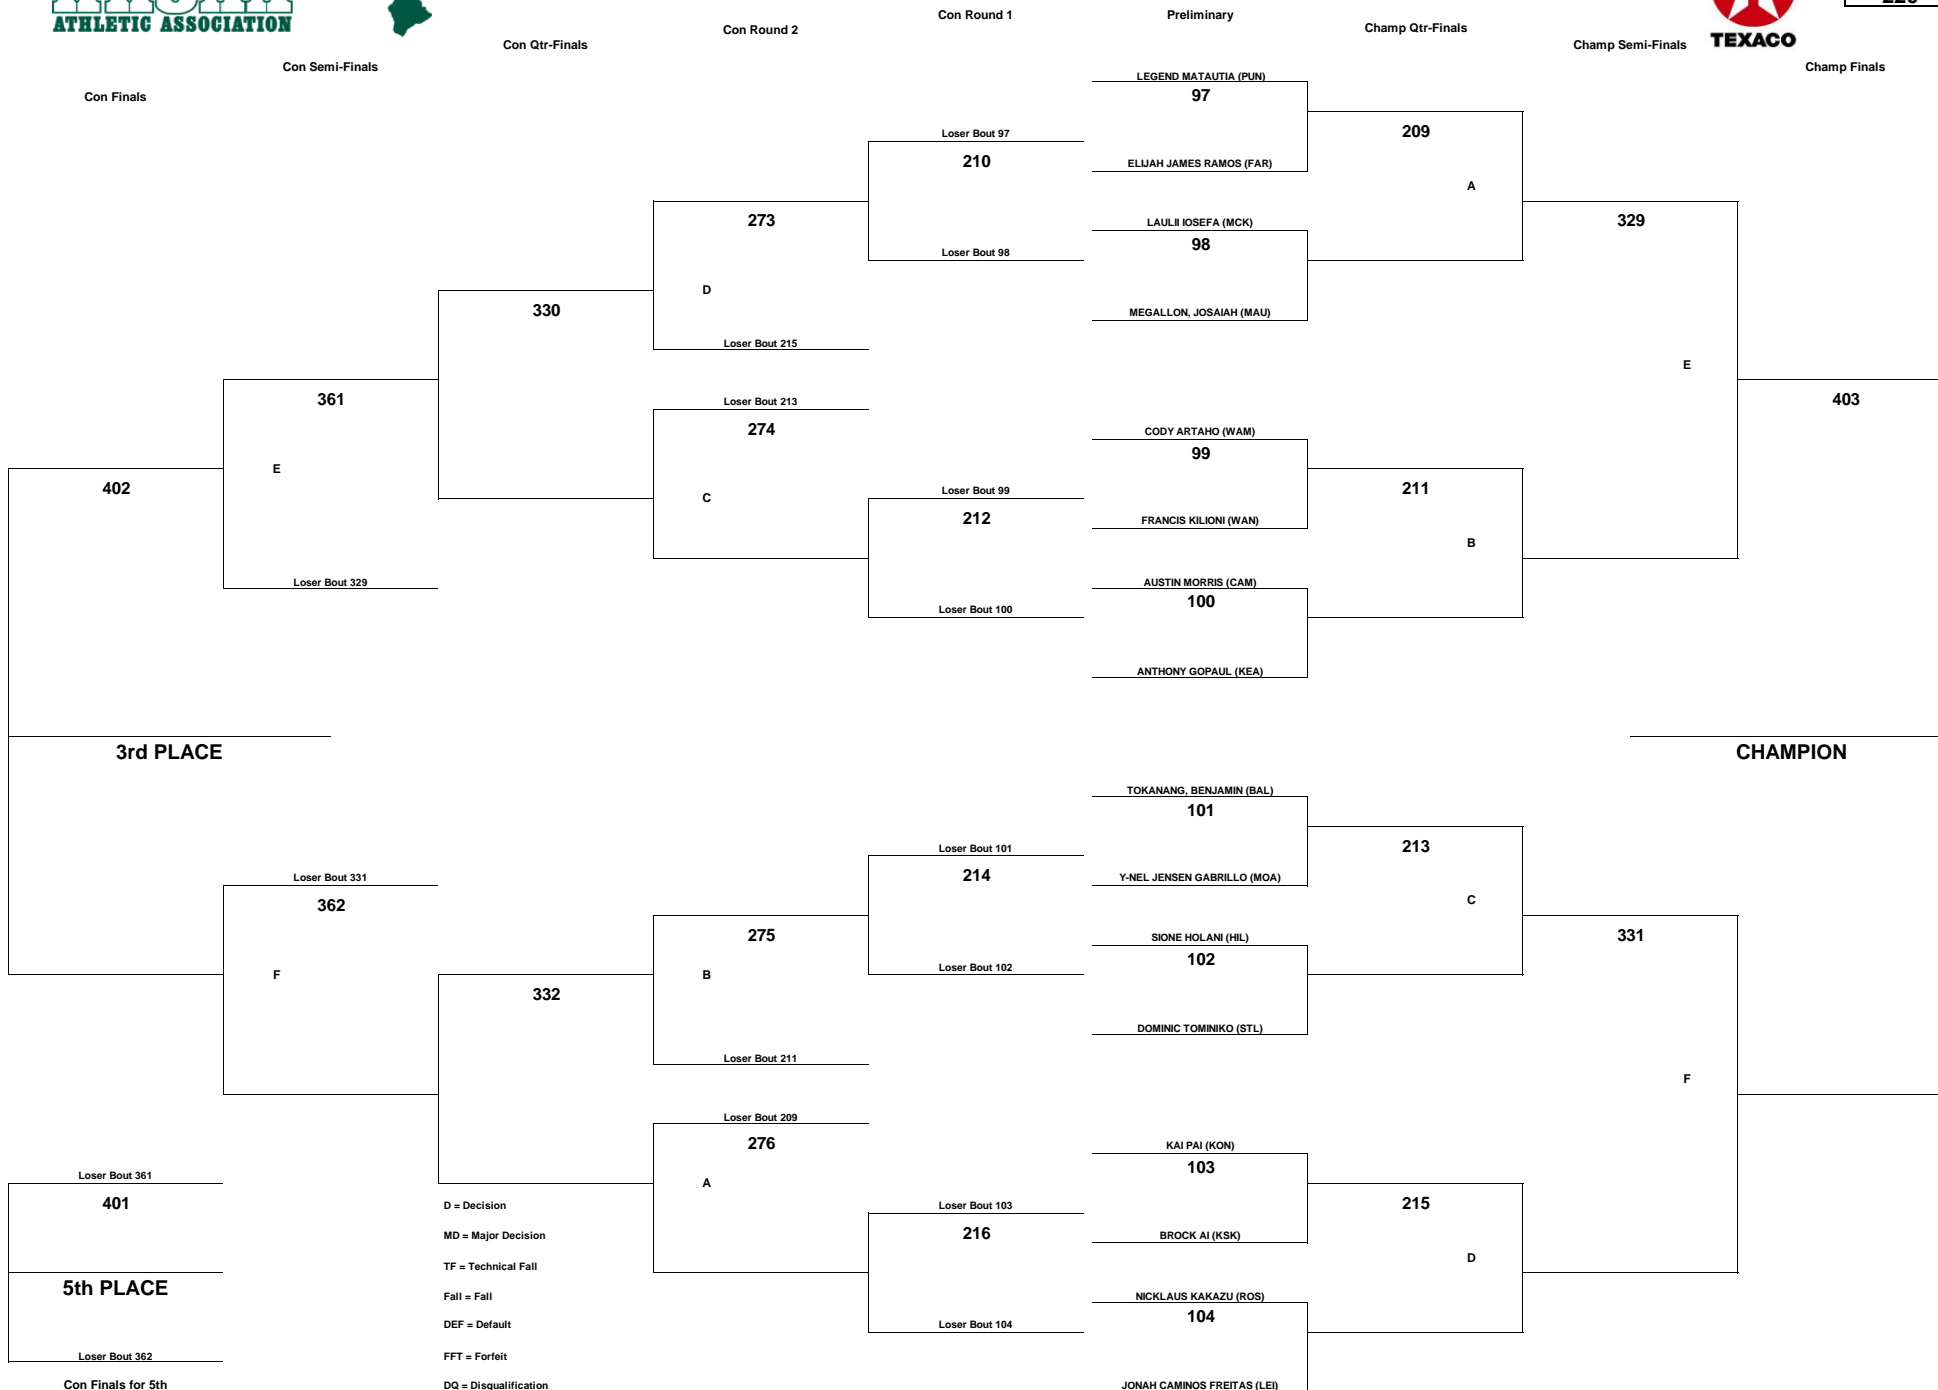 ATHLETIC ASSOCIATION
TEXACO
Con Finals
Con Semi-Finals
Con Qtr-Finals
Con Round 2
Con Round 1
Preliminary
Champ Qtr-Finals
Champ Semi-Finals
Champ Finals
LEGEND MATAUTIA (PUN)
97
Loser Bout 97
209
210
ELIJAH JAMES RAMOS (FAR)
A
273
LAULII IOSEFA (MCK)
329
98
Loser Bout 98
D
330
MEGALLON, JOSAIAH (MAU)
Loser Bout 215
E
361
Loser Bout 213
403
274
CODY ARTAHO (WAM)
99
E
402
C
Loser Bout 99
211
212
FRANCIS KILIONI (WAN)
B
Loser Bout 329
AUSTIN MORRIS (CAM)
100
Loser Bout 100
ANTHONY GOPAUL (KEA)
3rd PLACE
CHAMPION
TOKANANG, BENJAMIN (BAL)
101
Loser Bout 101
213
Loser Bout 331
214
Y-NEL JENSEN GABRILLO (MOA)
362
C
275
SIONE HOLANI (HIL)
331
102
F
B
Loser Bout 102
332
DOMINIC TOMINIKO (STL)
Loser Bout 211
F
Loser Bout 209
276
KAI PAI (KON)
103
Loser Bout 361
A
401
D = Decision
Loser Bout 103
215
MD = Major Decision
216
BROCK AI (KSK)
D
TF = Technical Fall
5th PLACE
Fall = Fall
NICKLAUS KAKAZU (ROS)
104
DEF = Default
Loser Bout 104
Loser Bout 362
FFT = Forfeit
Con Finals for 5th
DQ = Disqualification
JONAH CAMINOS FREITAS (LEI)